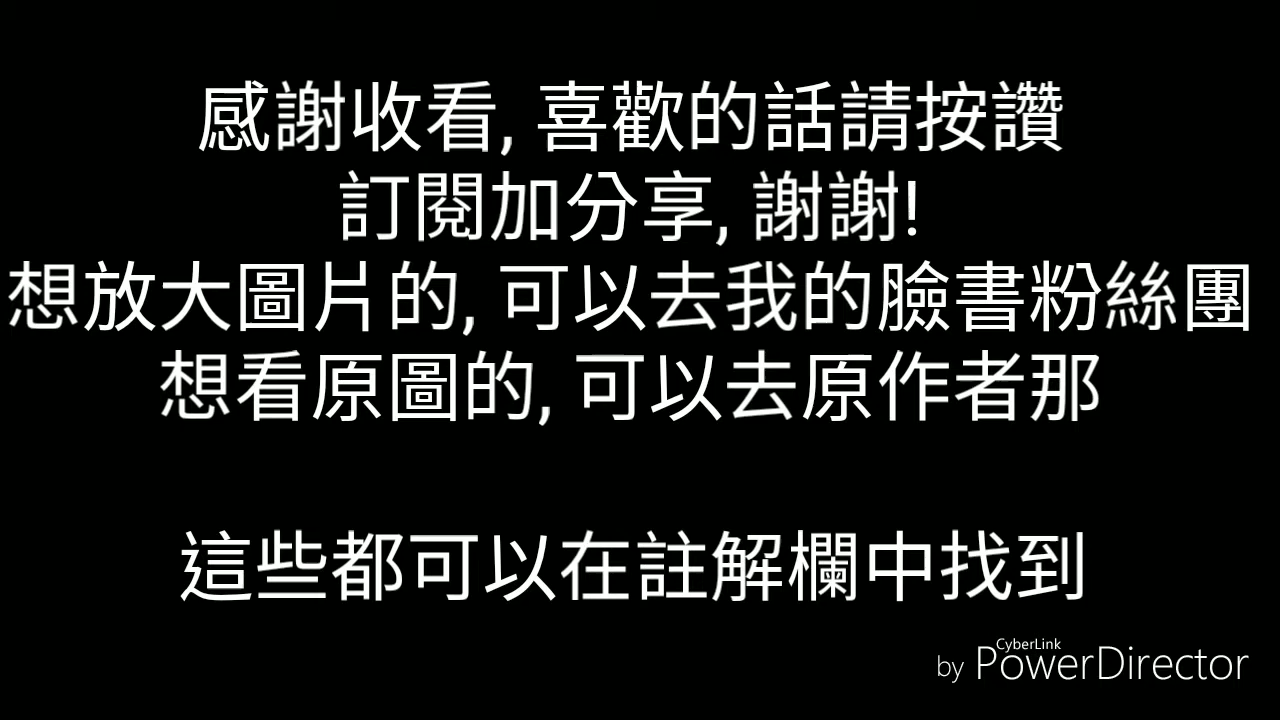 感謝收看, 喜歡的話請按讚
訂閱加分享, 謝謝!
想放大圖片的, 可以去我的臉書粉絲團
想看原圖的, 可以去原作者那
這些都可以在註解欄中找到
CyberLink
by PowerDirector